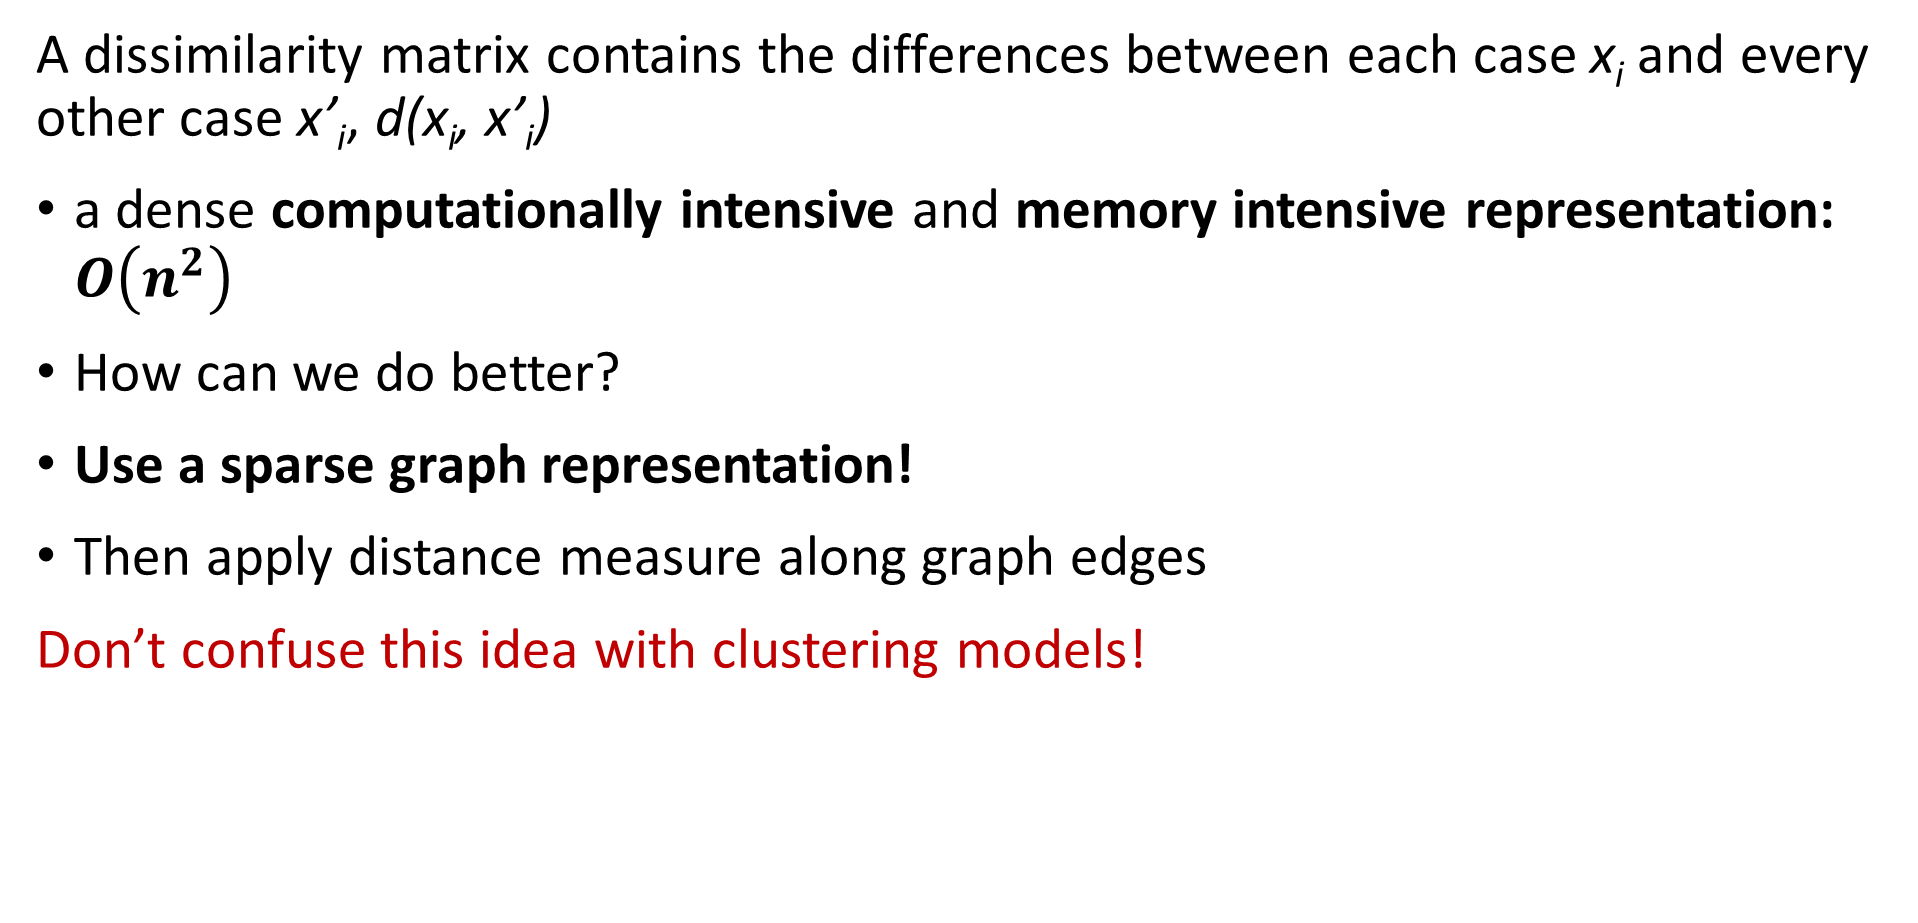 A dissimilarity matrix contains the differences between each case xᵢ and every
other case x’ᵢ, d(xᵢ, x’ᵢ)
• a dense computationally intensive and memory intensive representation:
O(n²)
• How can we do better?
• Use a sparse graph representation!
• Then apply distance measure along graph edges
Don’t confuse this idea with clustering models!